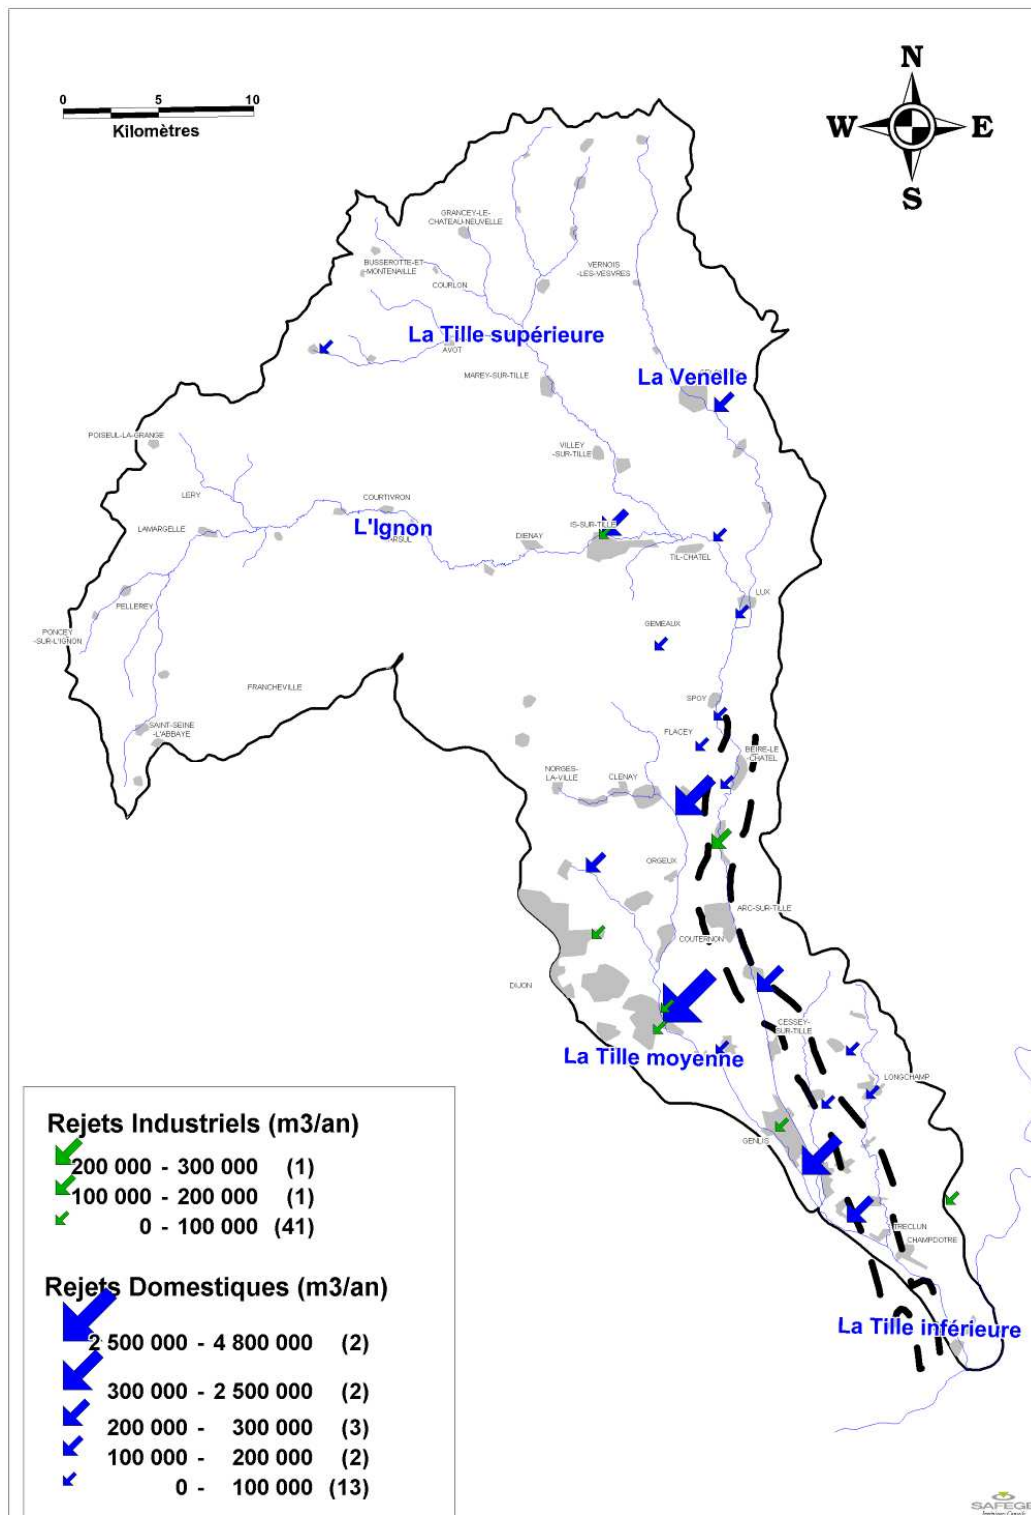 N
W E
S
0 5 10
Kilomètres
GRANCEY-LE-
CHATEAU-NEUVELLE
BUSSEROTTE-ET
-MONTENAILLE
COURLON
VERNOIS
-LES-VESVRES
La Tille supérieure
AVOT
La Venelle
MAREY-SUR-TILLE
POISEUL-LA-GRANGE
VILLEY
-SUR-TILLE
LERY
COURTIVRON
L'Ignon
LAMARGELLE
IS-SUR-TILLE
DIENAY
TIL-CHATEL
LUX
PELLEREY
GEMEAUX
PONCEY
-SUR-L'IGNON
FRANCHEVILLE
SPOY
SAINT-SEINE
-L'ABBAYE
FLACEY
BEIRE-LE
-CHATEL
NORGES-
LA-VILLE
CLENAY
ORGEUX
ARC-SUR-TILLE
COUTERNON
DIJON
CESSEY-
SUR-TILLE
La Tille moyenne
LONGCHAMP
GENLIS
TRECLUN
CHAMPDOTRE
La Tille inférieure
Rejets Industriels (m3/an)
200 000 - 300 000 (1)
100 000 - 200 000 (1)
0 - 100 000 (41)
Rejets Domestiques (m3/an)
2 500 000 - 4 800 000 (2)
300 000 - 2 500 000 (2)
200 000 - 300 000 (3)
100 000 - 200 000 (2)
0 - 100 000 (13)
SAFEGE